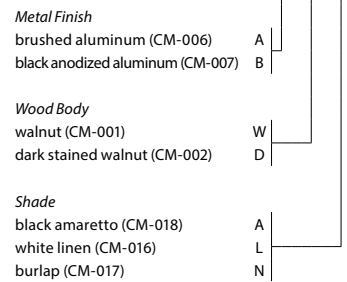 Metal Finish
brushed aluminum (CM-006) A
black anodized aluminum (CM-007) B
Wood Body
walnut (CM-001) W
dark stained walnut (CM-002) D
Shade
black amaretto (CM-018) A
white linen (CM-016) L
burlap (CM-017) N